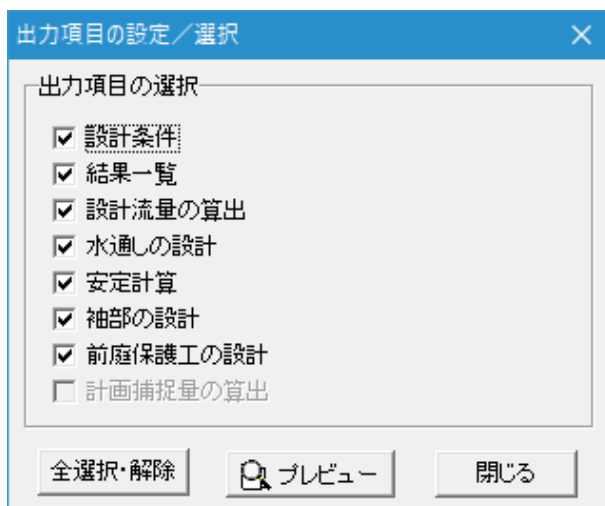 出力項目の設定／選択
出力項目の選択
設計条件
結果一覧
設計流量の算出
水通しの設計
安定計算
袖部の設計
前庭保護工の設計
計画捕捉量の算出
全選択･解除 プレビュー 閉じる